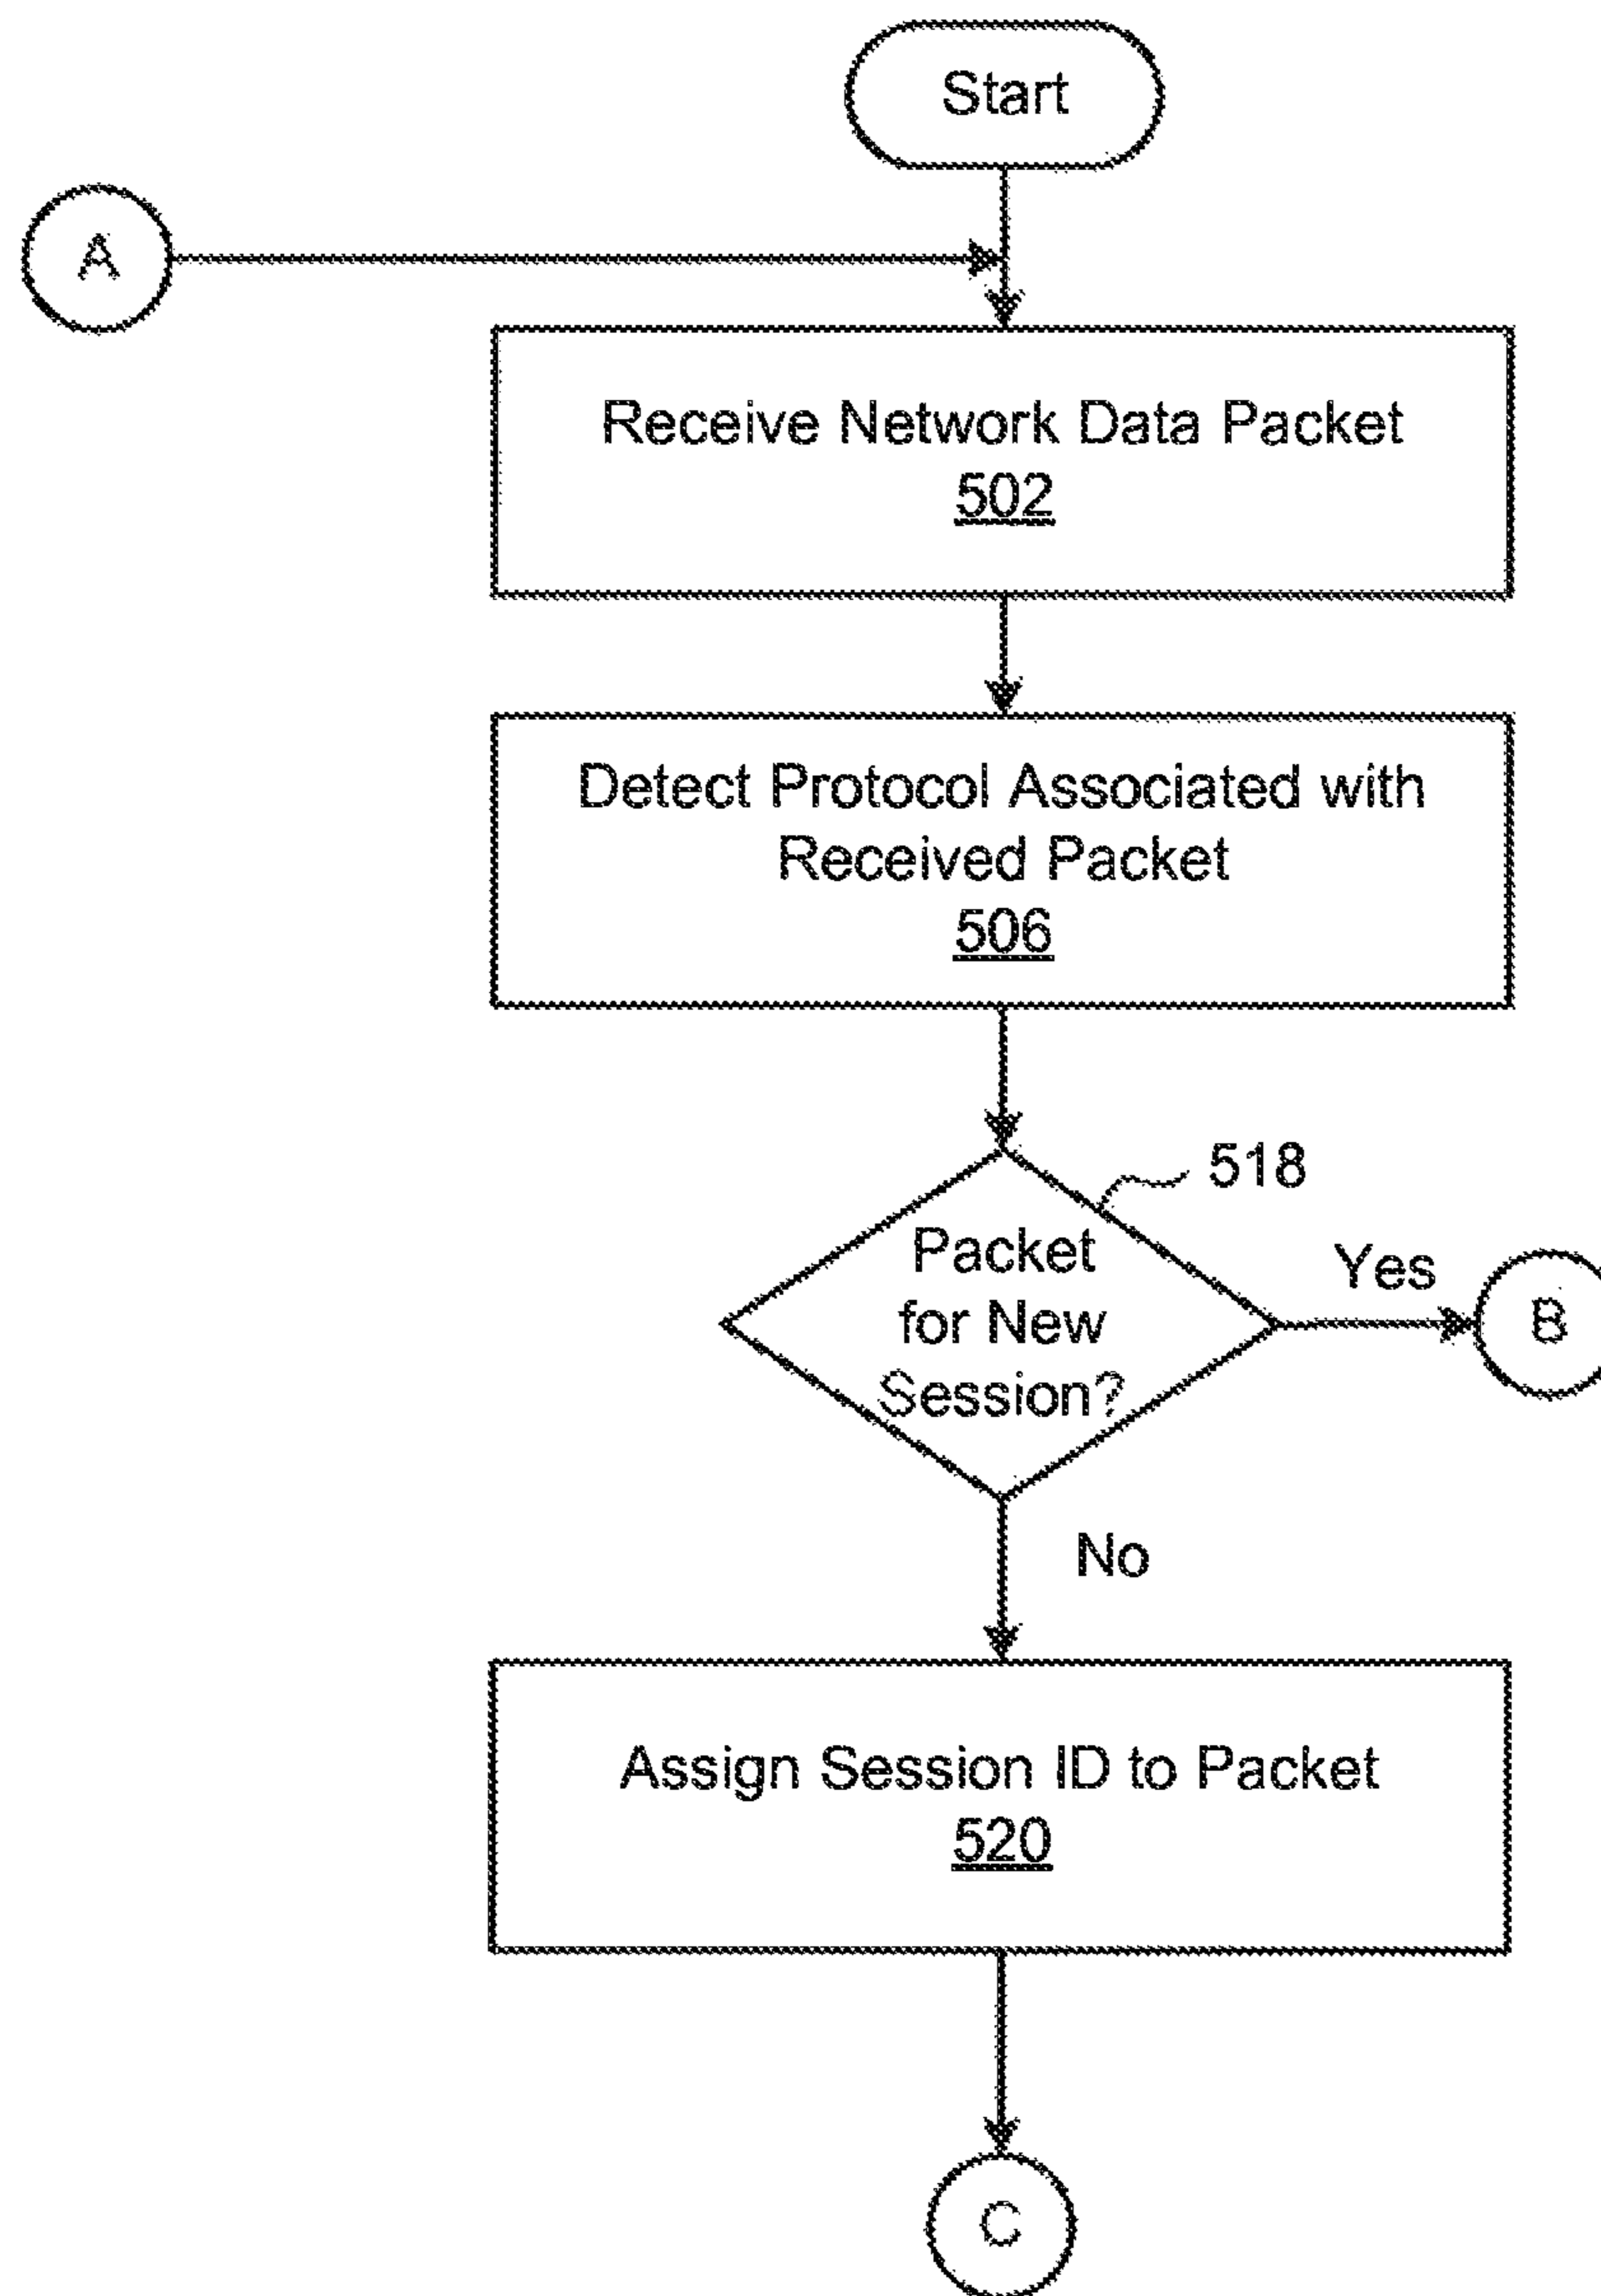 Start
A
Receive Network Data Packet
502
Detect Protocol Associated with
Received Packet
506
518
Packet
for New
Session?
Yes
B
No
Assign Session ID to Packet
520
C